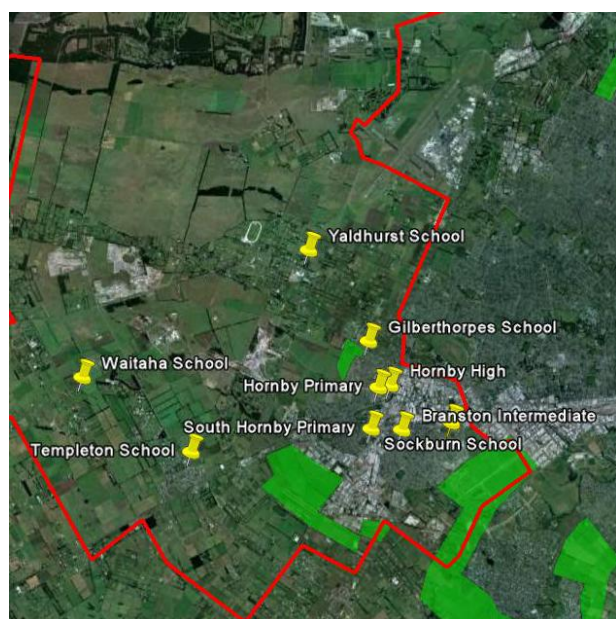 Yaldhurst School
Gilberthorpes School
Waitaha School
Hornby High
Hornby Primary
Branston Intermediate
South Hornby Primary
Sockburn School
Templeton School